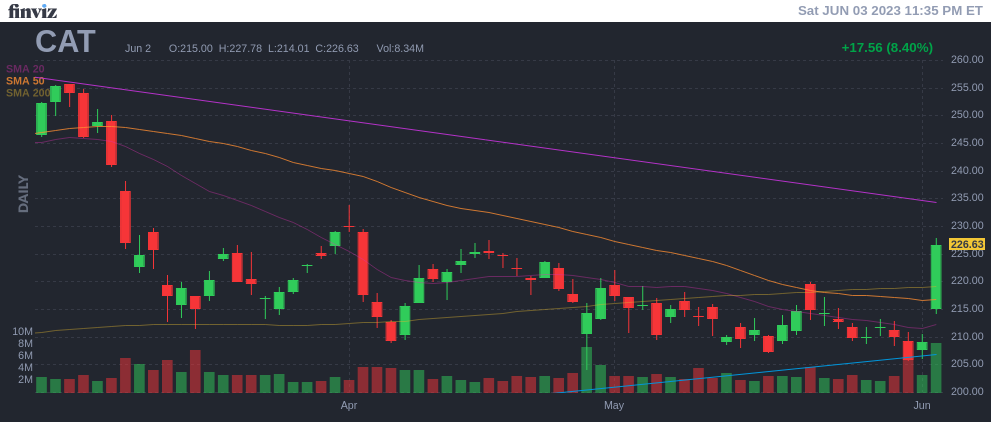 finviz
Sat JUN 03 2023 11:35 PM ET
CAT
Jun 2 O:215.00 H:227.78 L:214.01 C:226.63 Vol:8.34M
+17.56 (8.40%)
SMA 20
SMA 50
SMA 200
DAILY
260.00
255.00
250.00
245.00
240.00
235.00
230.00
226.63
225.00
220.00
215.00
210.00
205.00
200.00
10M
8M
6M
4M
2M
Apr May Jun